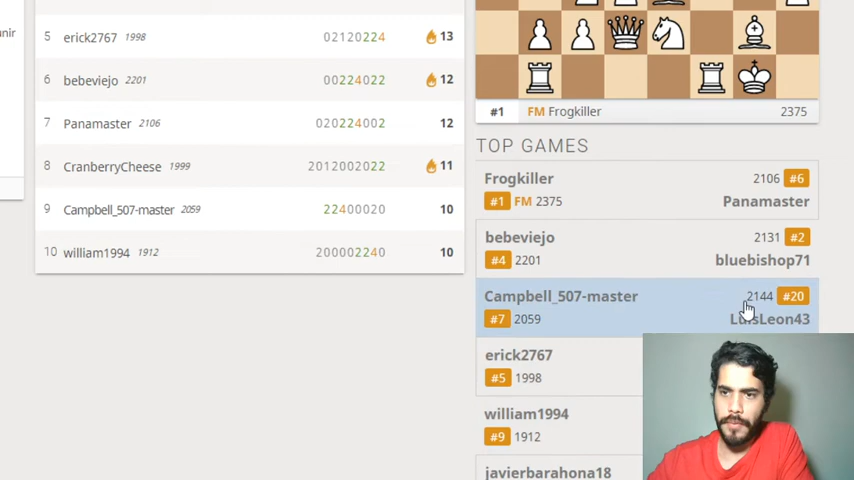 unir
5 erick2767 1998 02120224 13
6 bebeviejo 2201 00224022 12
7 Panamaster 2106 020224002 12
8 CranberryCheese 1999 2012002022 11
9 Campbell_507-master 2059 22400020 10
10 william1994 1912 200002240 10
#1 FM Frogkiller 2375
TOP GAMES
Frogkiller 2106 #6
#1 FM 2375 Panamaster
bebeviejo 2131 #2
#4 2201 bluebishop71
Campbell_507-master 2144 #20
#7 2059 LuisLeon43
erick2767
#5 1998
william1994
#9 1912
javierbarahona18